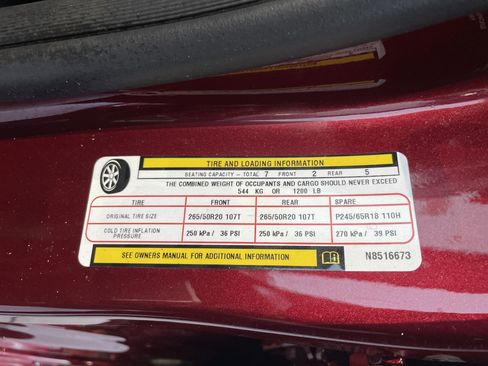 TIRE AND LOADING INFORMATION
SEATING CAPACITY - TOTAL 7 FRONT 2 REAR 5
THE COMBINED WEIGHT OF OCCUPANTS AND CARGO SHOULD NEVER EXCEED
544 KG OR 1200 LB
TIRE FRONT REAR SPARE
ORIGINAL TIRE SIZE 265/50R20 107T 265/50R20 107T P245/65R18 110H
COLD TIRE INFLATION
PRESSURE 250 kPa / 36 PSI 250 kPa / 36 PSI 270 kPa / 39 PSI
SEE OWNERS MANUAL FOR ADDITIONAL INFORMATION N8516673